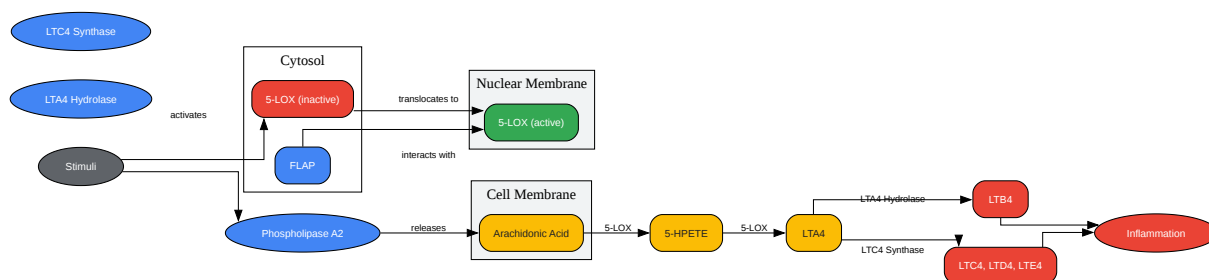 LTC4 Synthase
Cytosol
Nuclear Membrane
LTA4 Hydrolase
5-LOX (inactive)
translocates to
activates
5-LOX (active)
interacts with
Stimuli
FLAP
Cell Membrane
LTA4 Hydrolase
LTB4
Phospholipase A2
releases
Arachidonic Acid
5-LOX
5-HPETE
5-LOX
LTA4
Inflammation
LTC4 Synthase
LTC4, LTD4, LTE4